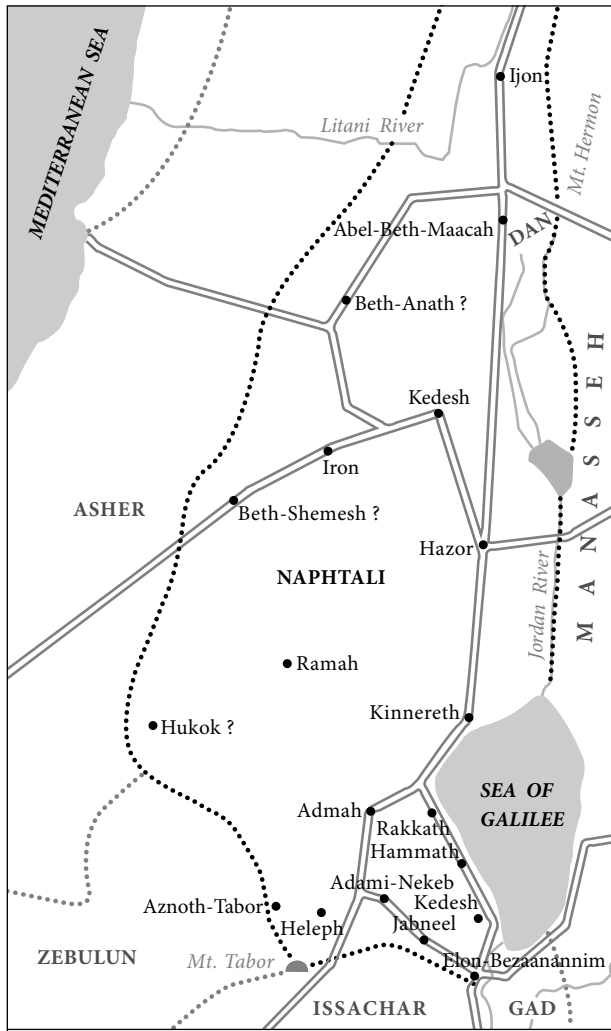 Ijon
MEDITERRANEAN SEA
Litani River
Mt. Hermon
Abel-Beth-Maacah
DAN
Beth-Anath ?
MANASSEH
Kedesh
Iron
ASHER
Beth-Shemesh ?
Hazor
NAPHTALI
Jordan River
Ramah
Kinnereth
Hukok ?
SEA OF
GALILEE
Admah
Rakkath
Hammath
Adami-Nekeb
Kedesh
Aznoth-Tabor
Heleph
Jabneel
ZEBULUN
Mt. Tabor
Elon-Bezaanannim
ISSACHAR
GAD